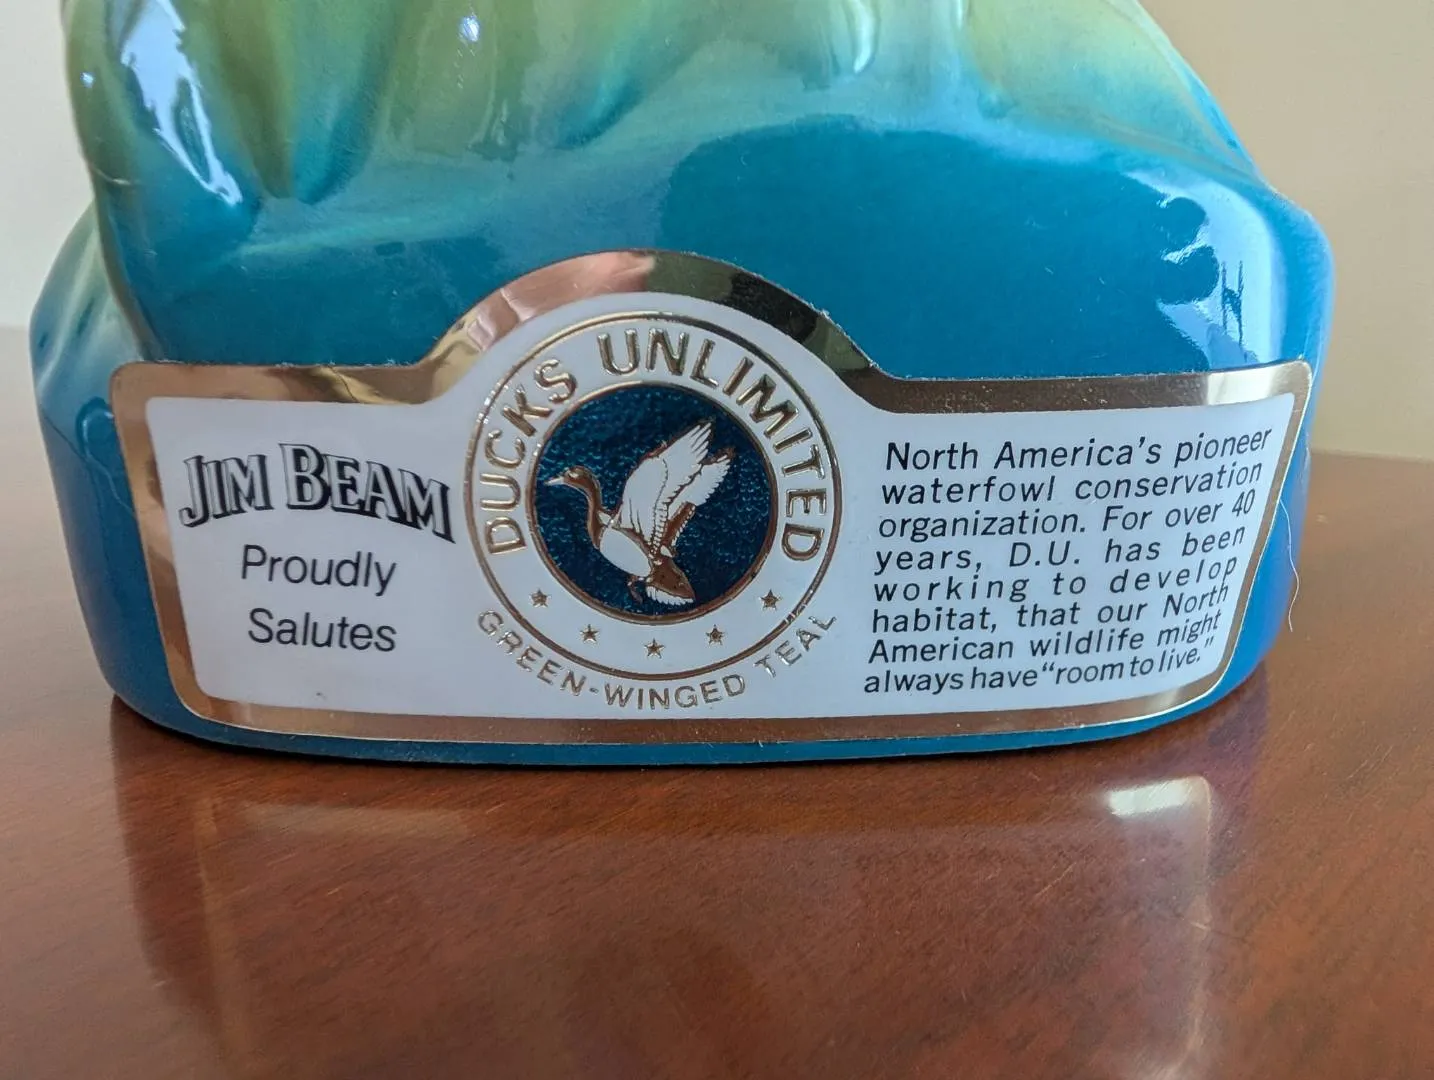 JIM BEAM
Proudly
Salutes
DUCKS UNLIMITED
GREEN-WINGED TEAL
North America's pioneer
waterfowl conservation
organization. For over 40
years, D.U. has been
working to develop
habitat, that our North
American wildlife might
always have "room to live."